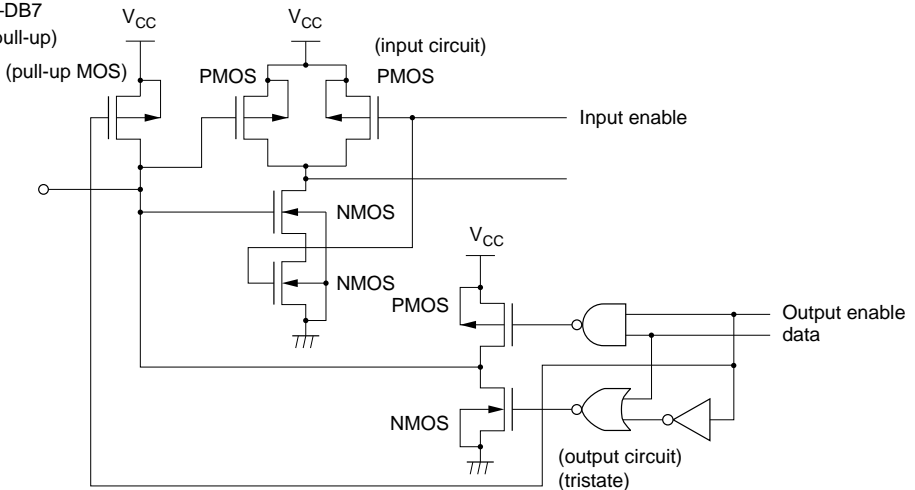 -DB7
pull-up)
(pull-up MOS)
VCC
VCC
(input circuit)
PMOS
PMOS
Input enable
NMOS
NMOS
VCC
PMOS
Output enable
data
NMOS
(output circuit)
(tristate)